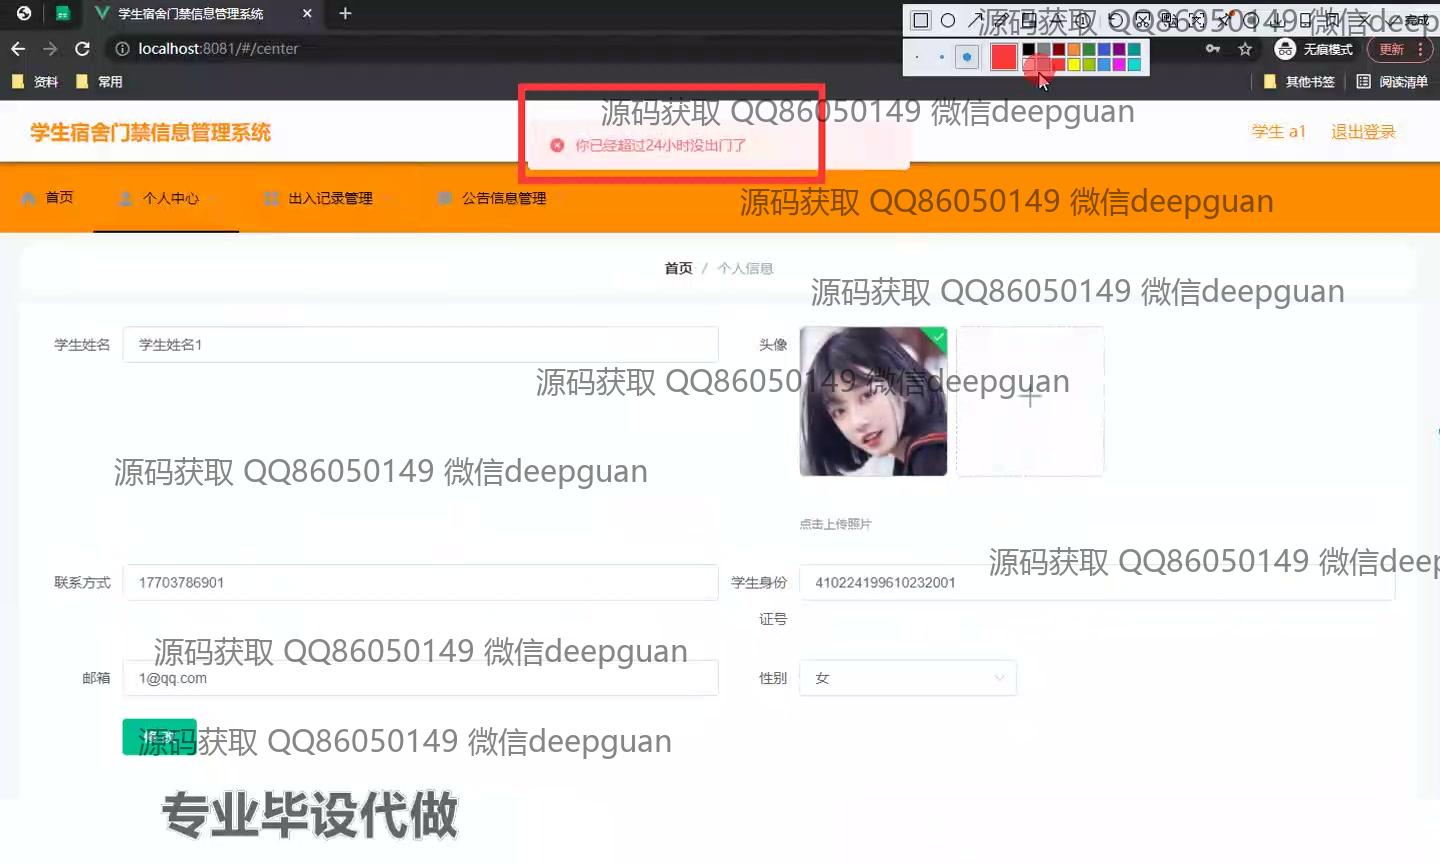 学生宿舍门禁信息管理系统
完成
localhost:8081/#/center
无痕模式
更新
资料
常用
其他书签
阅读清单
源码获取 QQ86050149 微信deepguan
源码获取 QQ86050149 微信deepguan
学生宿舍门禁信息管理系统
你已经超过24小时没出门了
学生 a1
退出登录
首页
个人中心
出入记录管理
公告信息管理
源码获取 QQ86050149 微信deepguan
首页 / 个人信息
源码获取 QQ86050149 微信deepguan
学生姓名
学生姓名1
头像
源码获取 QQ86050149 微信deepguan
源码获取 QQ86050149 微信deepguan
点击上传照片
源码获取 QQ86050149 微信deep
联系方式
17703786901
学生身份证号
410224199610232001
源码获取 QQ86050149 微信deepguan
邮箱
1@qq.com
性别
女
源码获取 QQ86050149 微信deepguan
专业毕设代做